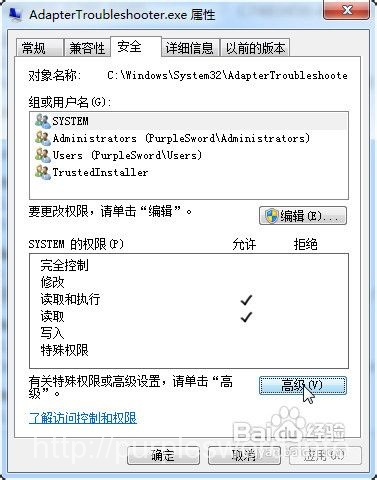 AdapterTroubleshooter.exe 属性
常规 兼容性 安全 详细信息 以前的版本
对象名称: C:\Windows\System32\AdapterTroubleshoote
组或用户名(G):
SYSTEM
Administrators (PurpleSword\Administrators)
Users (PurpleSword\Users)
TrustedInstaller
要更改权限，请单击“编辑”。 编辑(E)...
SYSTEM 的权限(P) 允许 拒绝
完全控制
修改
读取和执行
读取
写入
特殊权限
有关特殊权限或高级设置，请单击“高
级”。
高级(V)
了解访问控制和权限
Baidu 经验
确定 取消 应用(A)